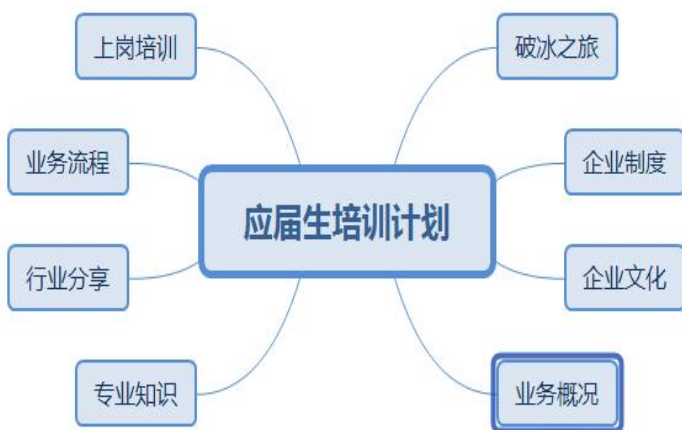 上岗培训
破冰之旅
业务流程
企业制度
应届生培训计划
行业分享
企业文化
专业知识
业务概况